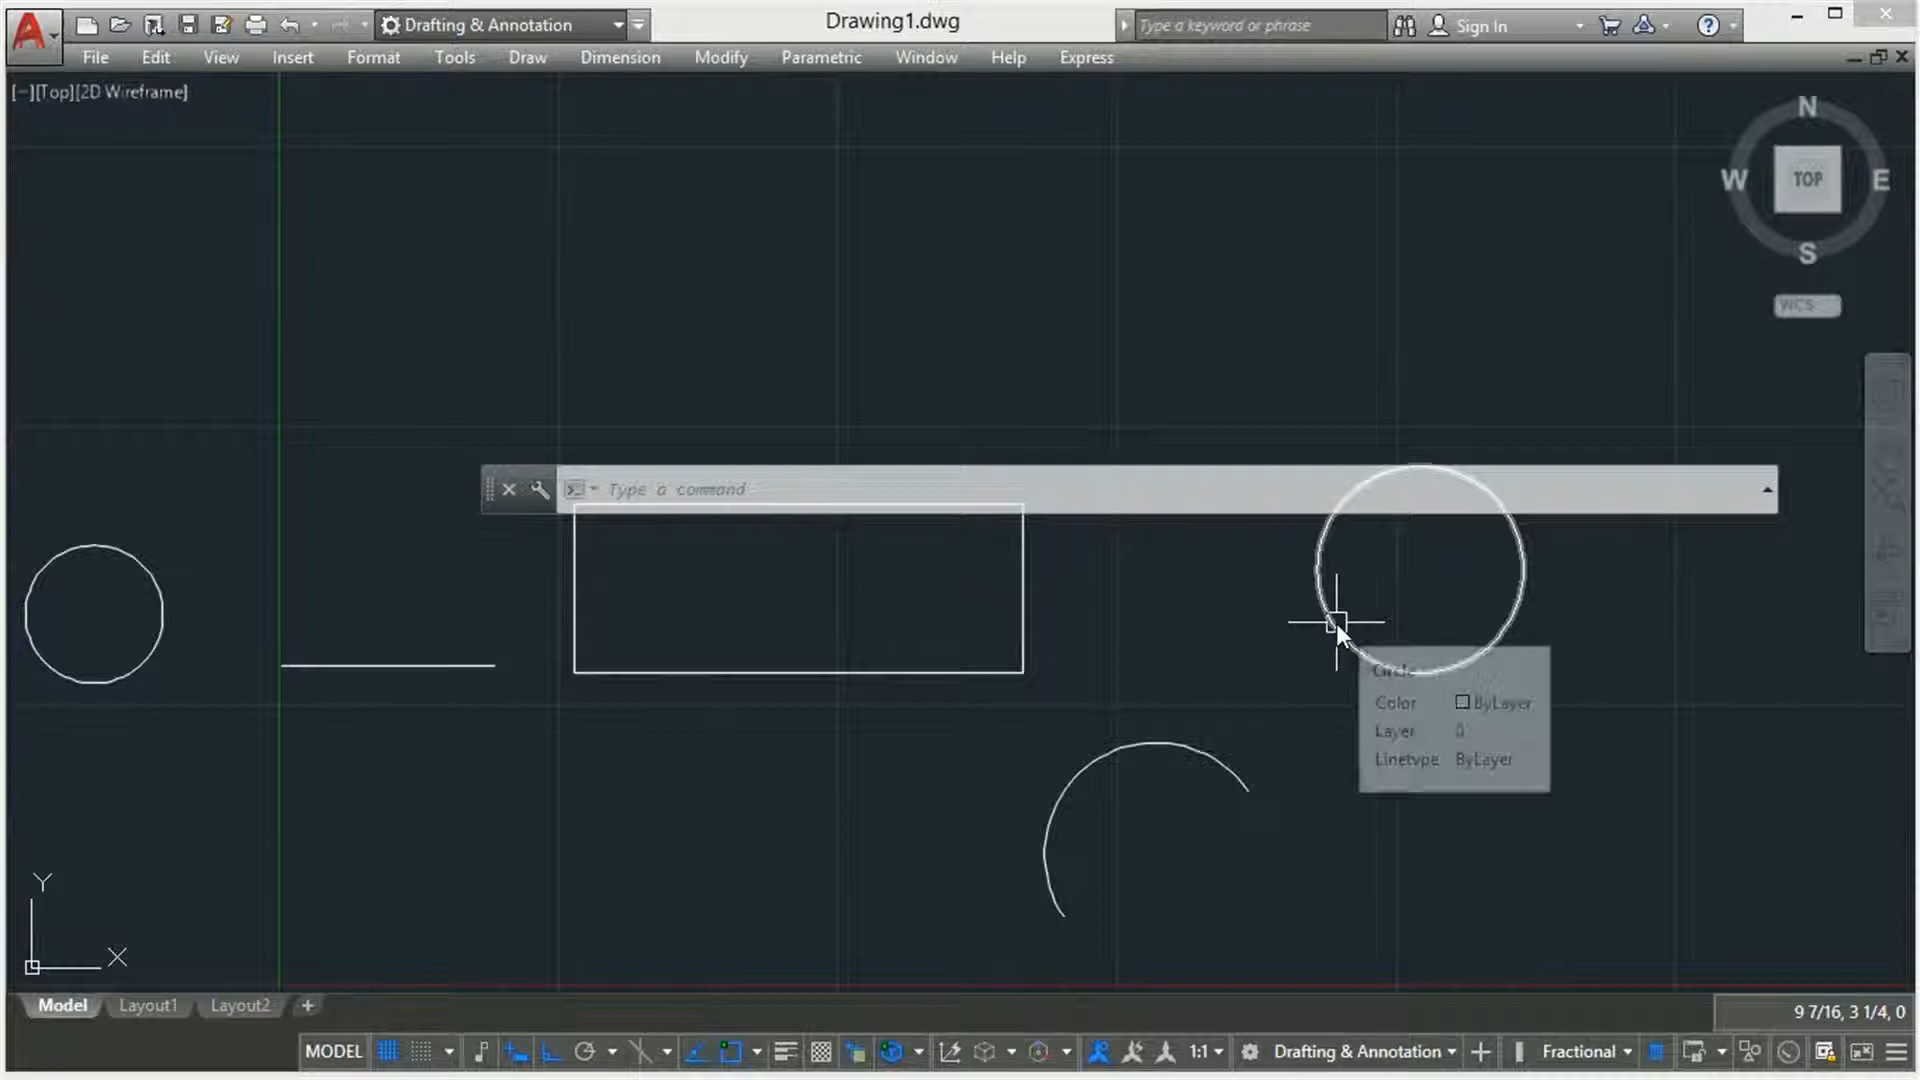 Drafting & Annotation
Drawing1.dwg
Type a keyword or phrase
Sign In
File Edit View Insert Format Tools Draw Dimension Modify Parametric Window Help Express
[−][Top][2D Wireframe]
N
W TOP E
S
WCS
Type a command
Circle
Color ByLayer
Layer 0
Linetype ByLayer
Y
X
Model Layout1 Layout2 +
9 7/16, 3 1/4, 0
MODEL 1:1 Drafting & Annotation Fractional